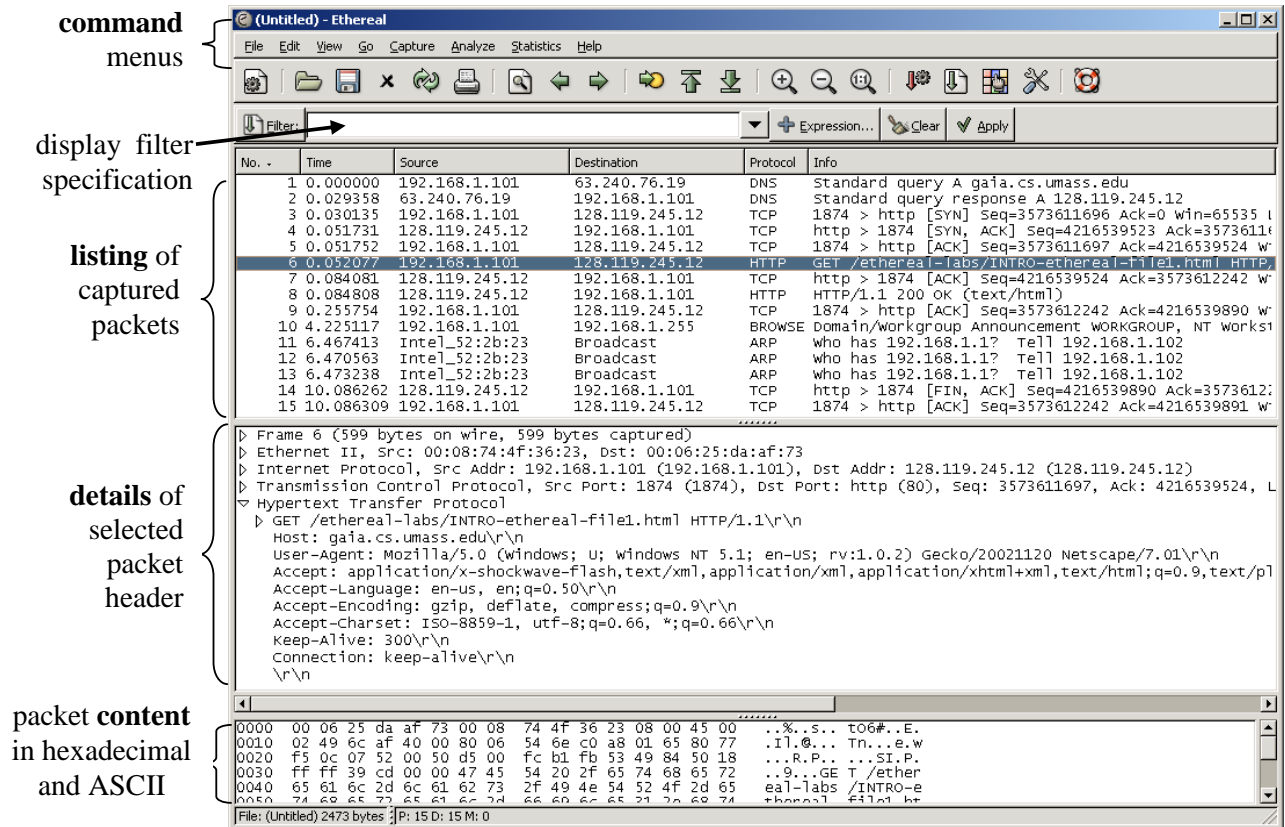 command
menus
display filter
specification
listing of
captured
packets
details of
selected
packet
header
packet content
in hexadecimal
and ASCII
(Untitled) - Ethereal
File Edit View Go Capture Analyze Statistics Help
Filter: Expression... Clear Apply
No. Time Source Destination Protocol Info
1 0.000000 192.168.1.101 63.240.76.19 DNS Standard query A gaia.cs.umass.edu
2 0.029358 63.240.76.19 192.168.1.101 DNS Standard query response A 128.119.245.12
3 0.030135 192.168.1.101 128.119.245.12 TCP 1874 > http [SYN] Seq=3573611696 Ack=0 Win=65535
4 0.051731 128.119.245.12 192.168.1.101 TCP http > 1874 [SYN, ACK] Seq=4216539523 Ack=3573611
5 0.051752 192.168.1.101 128.119.245.12 TCP 1874 > http [ACK] Seq=3573611697 Ack=4216539524
6 0.052077 192.168.1.101 128.119.245.12 HTTP GET /ethereal-labs/INTRO-ethereal-file1.html HTTP/
7 0.084081 128.119.245.12 192.168.1.101 TCP http > 1874 [ACK] Seq=4216539524 Ack=3573612242
8 0.084808 128.119.245.12 192.168.1.101 HTTP HTTP/1.1 200 OK (text/html)
9 0.255754 192.168.1.101 128.119.245.12 TCP 1874 > http [ACK] Seq=3573612242 Ack=4216539890
10 4.225117 192.168.1.101 192.168.1.255 BROWSE Domain/Workgroup Announcement WORKGROUP, NT Workst
11 6.467413 Intel_52:2b:23 Broadcast ARP Who has 192.168.1.1? Tell 192.168.1.102
12 6.470563 Intel_52:2b:23 Broadcast ARP Who has 192.168.1.1? Tell 192.168.1.102
13 6.473238 Intel_52:2b:23 Broadcast ARP Who has 192.168.1.1? Tell 192.168.1.102
14 10.086262 128.119.245.12 192.168.1.101 TCP http > 1874 [FIN, ACK] Seq=4216539890 Ack=3573612
15 10.086309 192.168.1.101 128.119.245.12 TCP 1874 > http [ACK] Seq=3573612242 Ack=4216539891
Frame 6 (599 bytes on wire, 599 bytes captured)
Ethernet II, Src: 00:08:74:4f:36:23, Dst: 00:06:25:da:af:73
Internet Protocol, Src Addr: 192.168.1.101 (192.168.1.101), Dst Addr: 128.119.245.12 (128.119.245.12)
Transmission Control Protocol, Src Port: 1874 (1874), Dst Port: http (80), Seq: 3573611697, Ack: 4216539524, L
Hypertext Transfer Protocol
GET /ethereal-labs/INTRO-ethereal-file1.html HTTP/1.1\r\n
Host: gaia.cs.umass.edu\r\n
User-Agent: Mozilla/5.0 (Windows; U; Windows NT 5.1; en-US; rv:1.0.2) Gecko/20021120 Netscape/7.01\r\n
Accept: application/x-shockwave-flash,text/xml,application/xml,application/xhtml+xml,text/html;q=0.9,text/pl
Accept-Language: en-us, en;q=0.50\r\n
Accept-Encoding: gzip, deflate, compress;q=0.9\r\n
Accept-Charset: ISO-8859-1, utf-8;q=0.66, *;q=0.66\r\n
Keep-Alive: 300\r\n
Connection: keep-alive\r\n
\r\n
0000 00 06 25 da af 73 00 08 74 4f 36 23 08 00 45 00 ..%..s.. tO6#..E.
0010 02 49 6c af 40 00 80 06 54 6e c0 a8 01 65 80 77 .Il.@... Tn...e.w
0020 f5 0c 07 52 00 50 d5 00 fc b1 fb 53 49 84 50 18 ...R.P.. ...SI.P.
0030 ff ff 39 cd 00 00 47 45 54 20 2f 65 74 68 65 72 ..9...GE T /ether
0040 65 61 6c 2d 6c 61 62 73 2f 49 4e 54 52 4f 2d 65 eal-labs /INTRO-e
0050 74 68 65 72 65 61 6c 2d 66 69 6c 65 31 2e 68 74 thereal- file1.ht
File: (Untitled) 2473 bytes P: 15 D: 15 M: 0